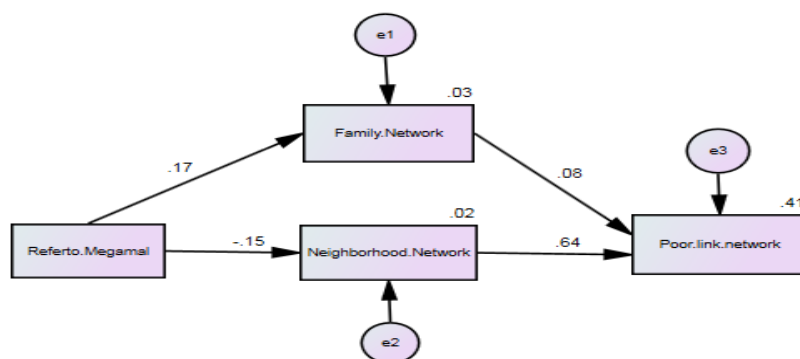 e1
.03
Family.Network
e3
.17
.08
.41
.02
Referto.Megamal
-.15
Neighborhood.Network
.64
Poor.link.network
e2